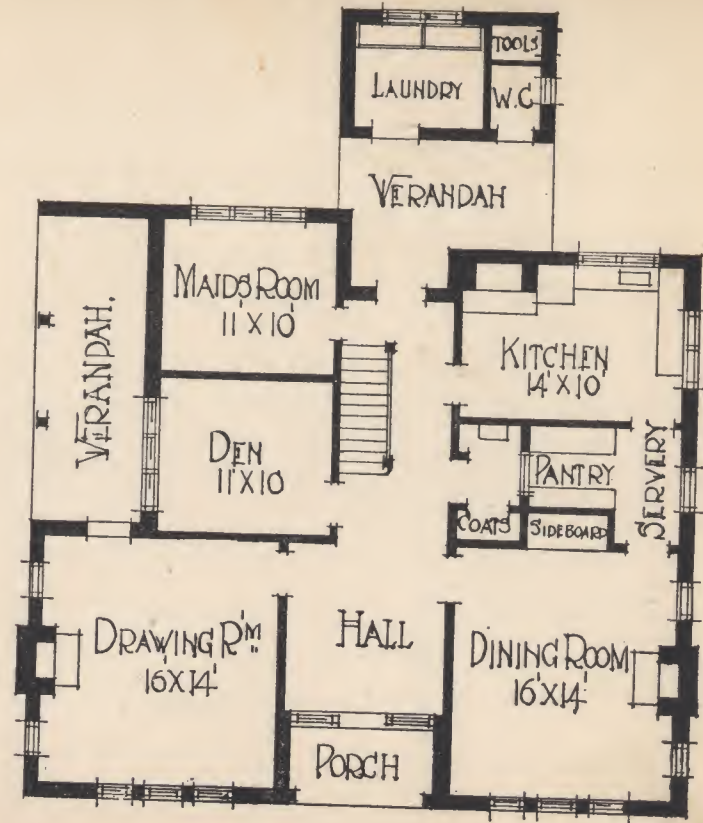 TOOLS
LAUNDRY
W.C
VERANDAH
MAIDS ROOM
11' X 10'
VERANDAH.
KITCHEN
14' X 10'
DEN
11' X 10'
PANTRY
SERVERY
COATS
SIDEBOARD
DRAWING RM
16' X 14'
HALL
DINING ROOM
16' X 14'
PORCH